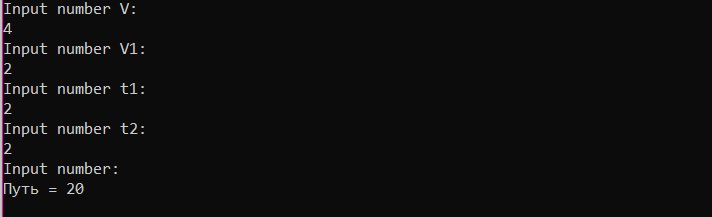 Input number V:
4
Input number V1:
2
Input number t1:
2
Input number t2:
2
Input number:
Путь = 20